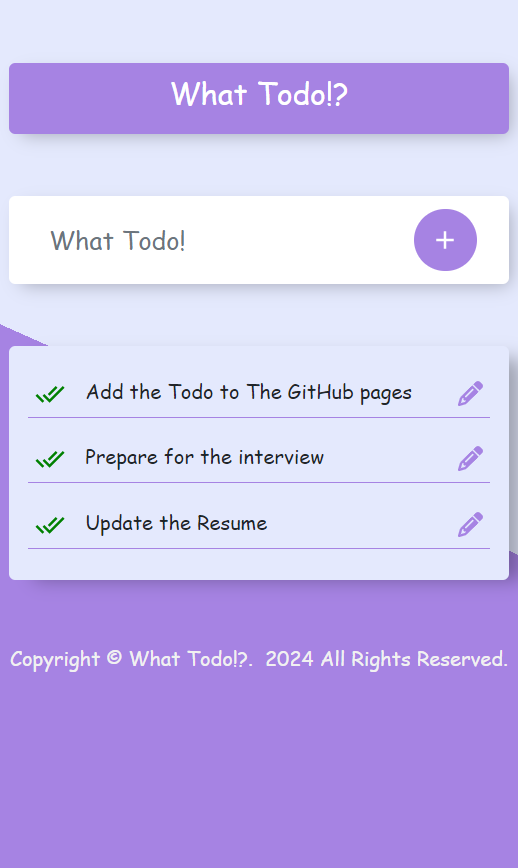 What Todo!?
What Todo!
Add the Todo to The GitHub pages
Prepare for the interview
Update the Resume
Copyright © What Todo!?. 2024 All Rights Reserved.